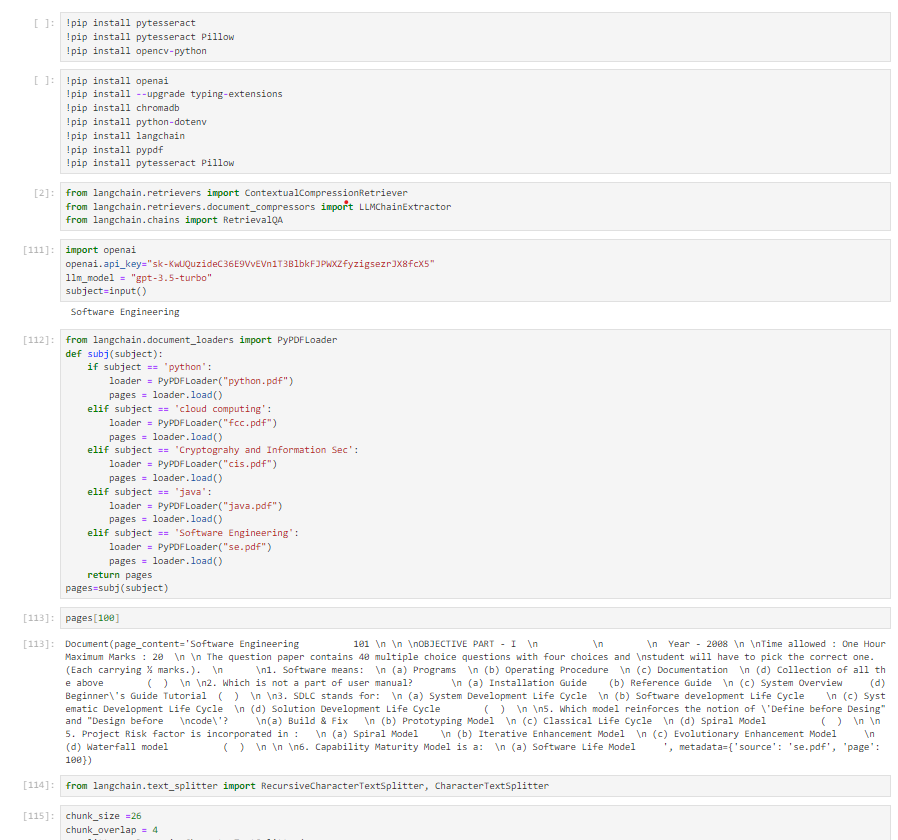 [ ]: !pip install pytesseract
!pip install pytesseract Pillow
!pip install opencv-python
[ ]: !pip install openai
!pip install --upgrade typing-extensions
!pip install chromadb
!pip install python-dotenv
!pip install langchain
!pip install pypdf
!pip install pytesseract Pillow
[2]: from langchain.retrievers import ContextualCompressionRetriever
from langchain.retrievers.document_compressors import LLMChainExtractor
from langchain.chains import RetrievalQA
[111]: import openai
openai.api_key=""
llm_model = "gpt-3.5-turbo"
subject=input()
Software Engineering
[112]: from langchain.document_loaders import PyPDFLoader
def subj(subject):
    if subject == 'python':
        loader = PyPDFLoader("python.pdf")
        pages = loader.load()
    elif subject == 'cloud computing':
        loader = PyPDFLoader("fcc.pdf")
        pages = loader.load()
    elif subject == 'Cryptograhy and Information Sec':
        loader = PyPDFLoader("cis.pdf")
        pages = loader.load()
    elif subject == 'java':
        loader = PyPDFLoader("java.pdf")
        pages = loader.load()
    elif subject == 'Software Engineering':
        loader = PyPDFLoader("se.pdf")
        pages = loader.load()
    return pages
pages=subj(subject)
[113]: pages[100]
[113]: Document(page_content='Software Engineering 101 \n \n \nOBJECTIVE PART - I \n \n \n Year - 2008 \n \nTime allowed : One Hour
Maximum Marks : 20 \n \n The question paper contains 40 multiple choice questions with four choices and \nstudent will have to pick the correct one.
(Each carrying ½ marks.). \n \n1. Software means: \n (a) Programs \n (b) Operating Procedure \n (c) Documentation \n (d) Collection of all th
e above ( ) \n \n2. Which is not a part of user manual? \n (a) Installation Guide (b) Reference Guide \n (c) System Overview (d)
Beginner\'s Guide Tutorial ( ) \n \n3. SDLC stands for: \n (a) System Development Life Cycle \n (b) Software development Life Cycle \n (c) Syst
ematic Development Life Cycle \n (d) Solution Development Life Cycle ( ) \n \n5. Which model reinforces the notion of \'Define before Desing"
and "Design before \ncode\'? \n(a) Build & Fix \n (b) Prototyping Model \n (c) Classical Life Cycle \n (d) Spiral Model ( ) \n \n
5. Project Risk factor is incorporated in : \n (a) Spiral Model \n (b) Iterative Enhancement Model \n (c) Evolutionary Enhancement Model \n
(d) Waterfall model ( ) \n \n \n6. Capability Maturity Model is a: \n (a) Software Life Model ', metadata={'source': 'se.pdf', 'page':
100})
[114]: from langchain.text_splitter import RecursiveCharacterTextSplitter, CharacterTextSplitter
[115]: chunk_size =26
chunk_overlap = 4